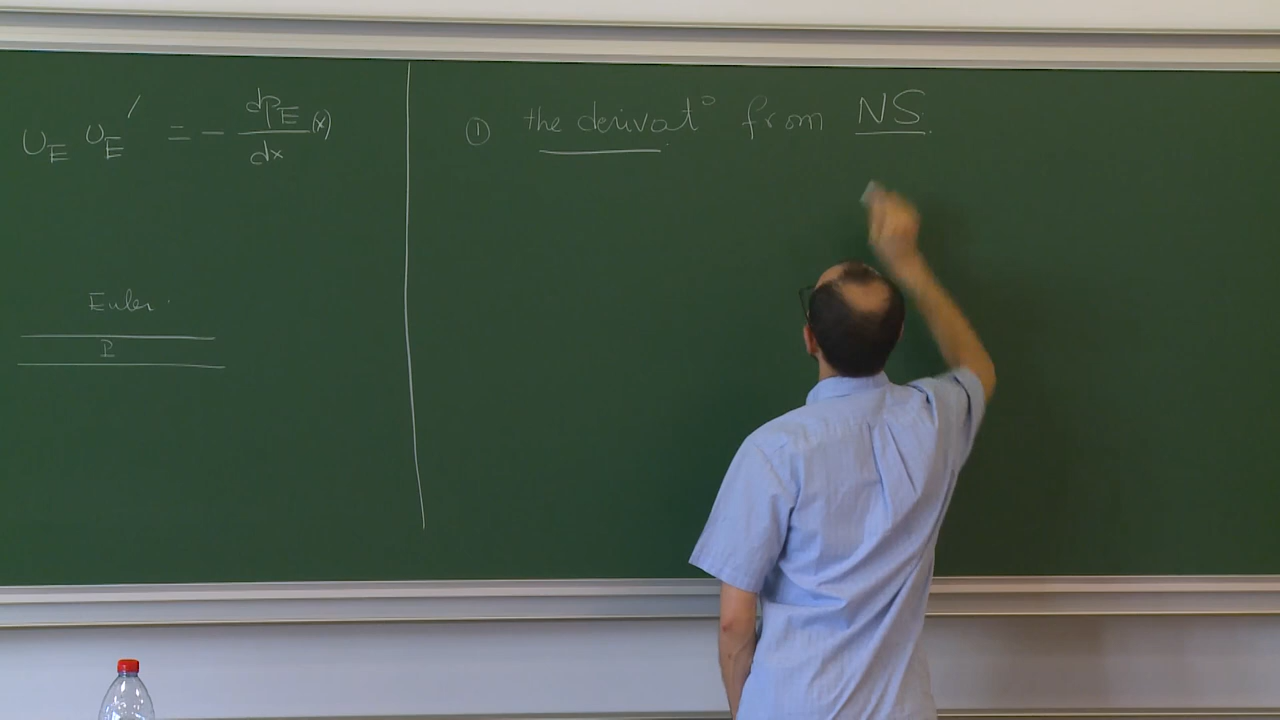 U_E U_E' = - dp_E/dx (x)
Euler.
P
① the derivat° from NS.